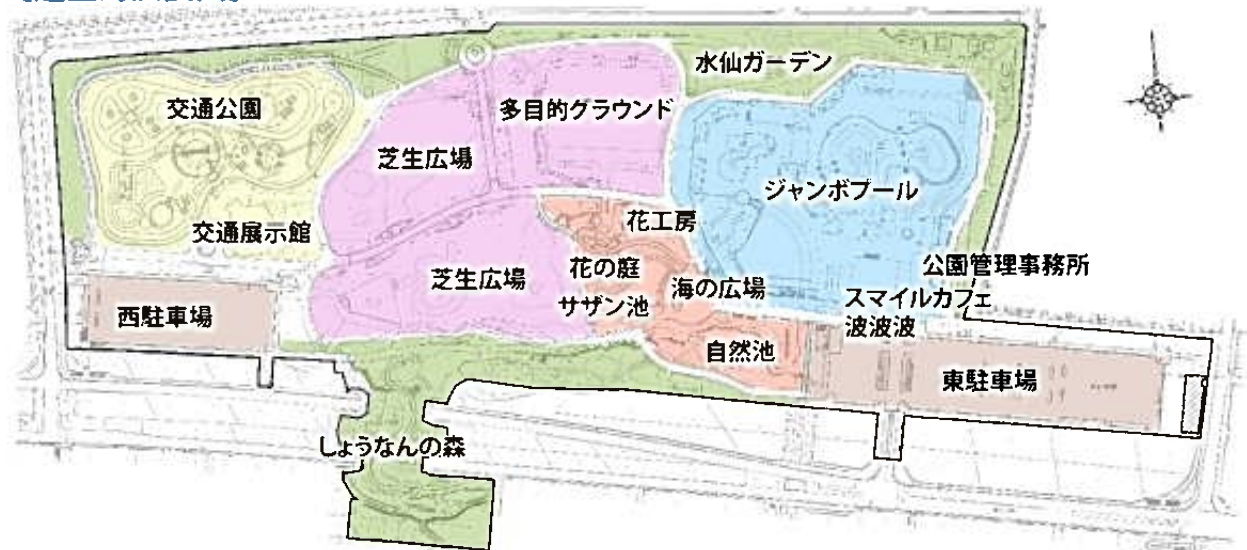 水仙ガーデン
交通公園
多目的グラウンド
芝生広場
ジャンボプール
花工房
交通展示館
公園管理事務所
花の庭
芝生広場
海の広場
サザン池
スマイルカフェ
波波波
西駐車場
自然池
東駐車場
しょうなんの森